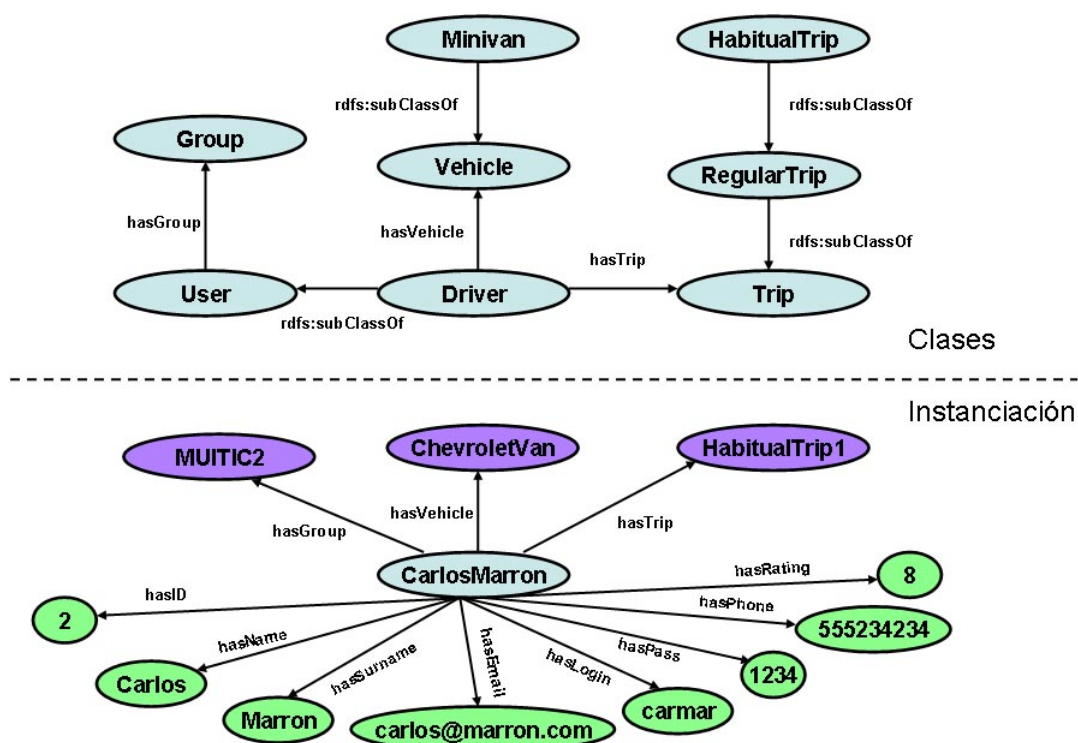 Minivan
HabitualTrip
rdfs:subClassOf
rdfs:subClassOf
Group
Vehicle
RegularTrip
hasGroup
hasVehicle
rdfs:subClassOf
hasTrip
User
Driver
Trip
rdfs:subClassOf
Clases
Instanciación
MUITIC2
ChevroletVan
HabitualTrip1
hasGroup
hasVehicle
hasTrip
CarlosMarron
hasRating
8
hasID
2
hasPhone
555234234
hasName
Carlos
hasSurname
Marron
hasEmail
carlos@marron.com
hasLogin
carmar
hasPass
1234